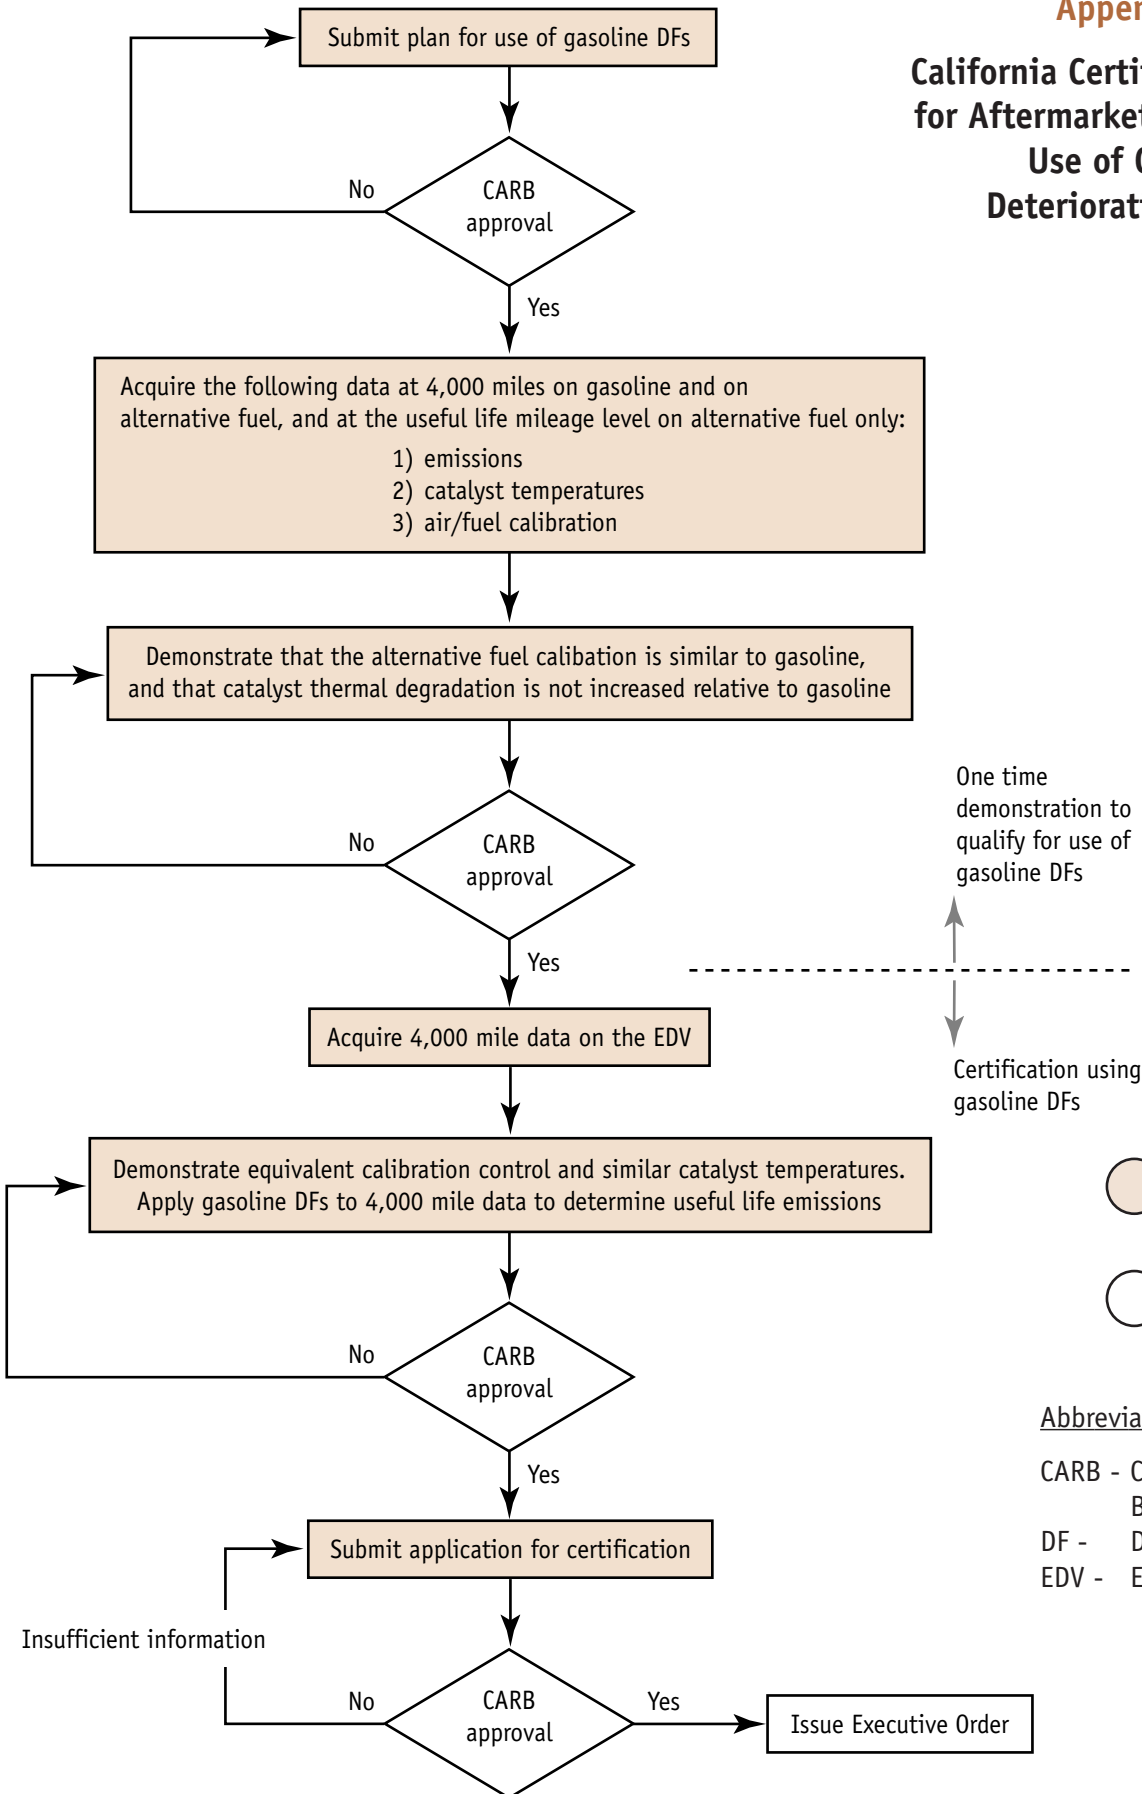 Submit plan for use of gasoline DFs
California
for Aftermarket
Use of
No
CARB
approval
Yes
Acquire the following data at 4,000 miles on gasoline and on
alternative fuel, and at the useful life mileage level on alternative fuel only:
1) emissions
2) catalyst temperatures
3) air/fuel calibration
Demonstrate that the alternative fuel calibation is similar to gasoline,
and that catalyst thermal degradation is not increased relative to gasoline
No
CARB
approval
Yes
One time
demonstration to
qualify for use of
gasoline DFs
Acquire 4,000 mile data on the EDV
Certification using
gasoline DFs
Demonstrate equivalent calibration control and similar catalyst temperatures.
Apply gasoline DFs to 4,000 mile data to determine useful life emissions
No
CARB
approval
Yes
CARB -
DF -
EDV -
Submit application for certification
Insufficient information
No
CARB
approval
Yes
Issue Executive Order